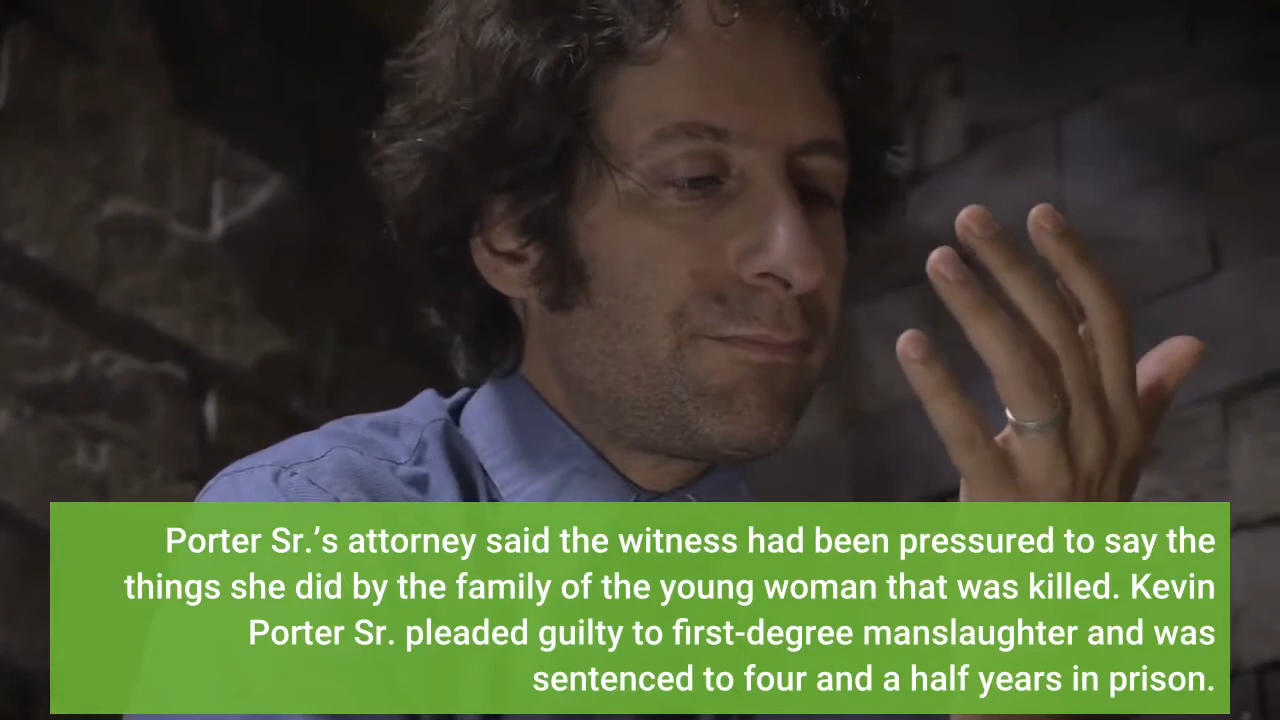 Porter Sr.’s attorney said the witness had been pressured to say the
things she did by the family of the young woman that was killed. Kevin
Porter Sr. pleaded guilty to first-degree manslaughter and was
sentenced to four and a half years in prison.